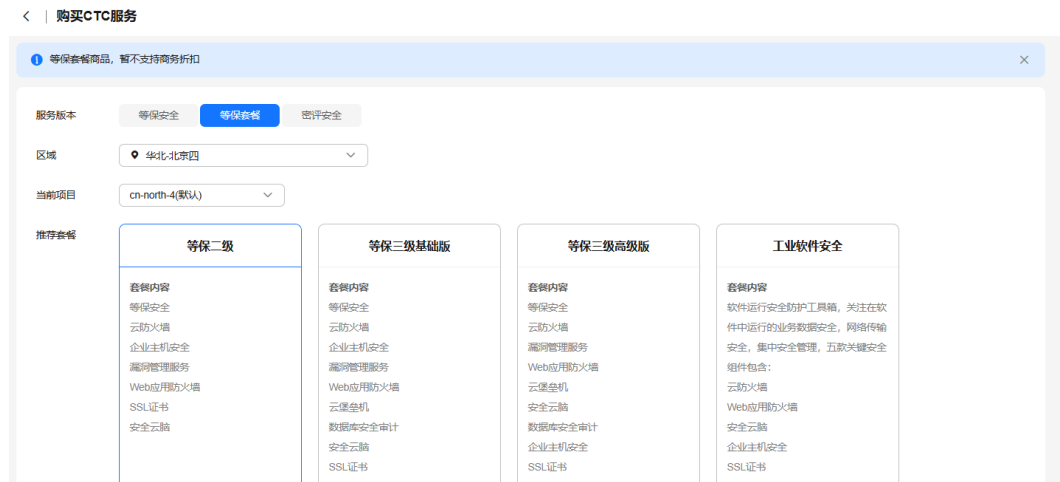 购买CTC服务
等保套餐商品，暂不支持商务折扣
服务版本 等保安全 等保套餐 密评安全
区域 华北-北京四
当前项目 cn-north-4(默认)
推荐套餐
等保二级
套餐内容
等保安全
云防火墙
企业主机安全
漏洞管理服务
Web应用防火墙
SSL证书
安全云脑
等保三级基础版
套餐内容
等保安全
云防火墙
企业主机安全
漏洞管理服务
Web应用防火墙
云堡垒机
数据库安全审计
安全云脑
SSL证书
等保三级高级版
套餐内容
等保安全
云防火墙
漏洞管理服务
Web应用防火墙
云堡垒机
安全云脑
数据库安全审计
企业主机安全
SSL证书
工业软件安全
套餐内容
软件运行安全防护工具箱，关注在软
件中运行的业务数据安全，网络传输
安全，集中安全管理，五款关键安全
组件包含：
云防火墙
Web应用防火墙
安全云脑
企业主机安全
SSL证书